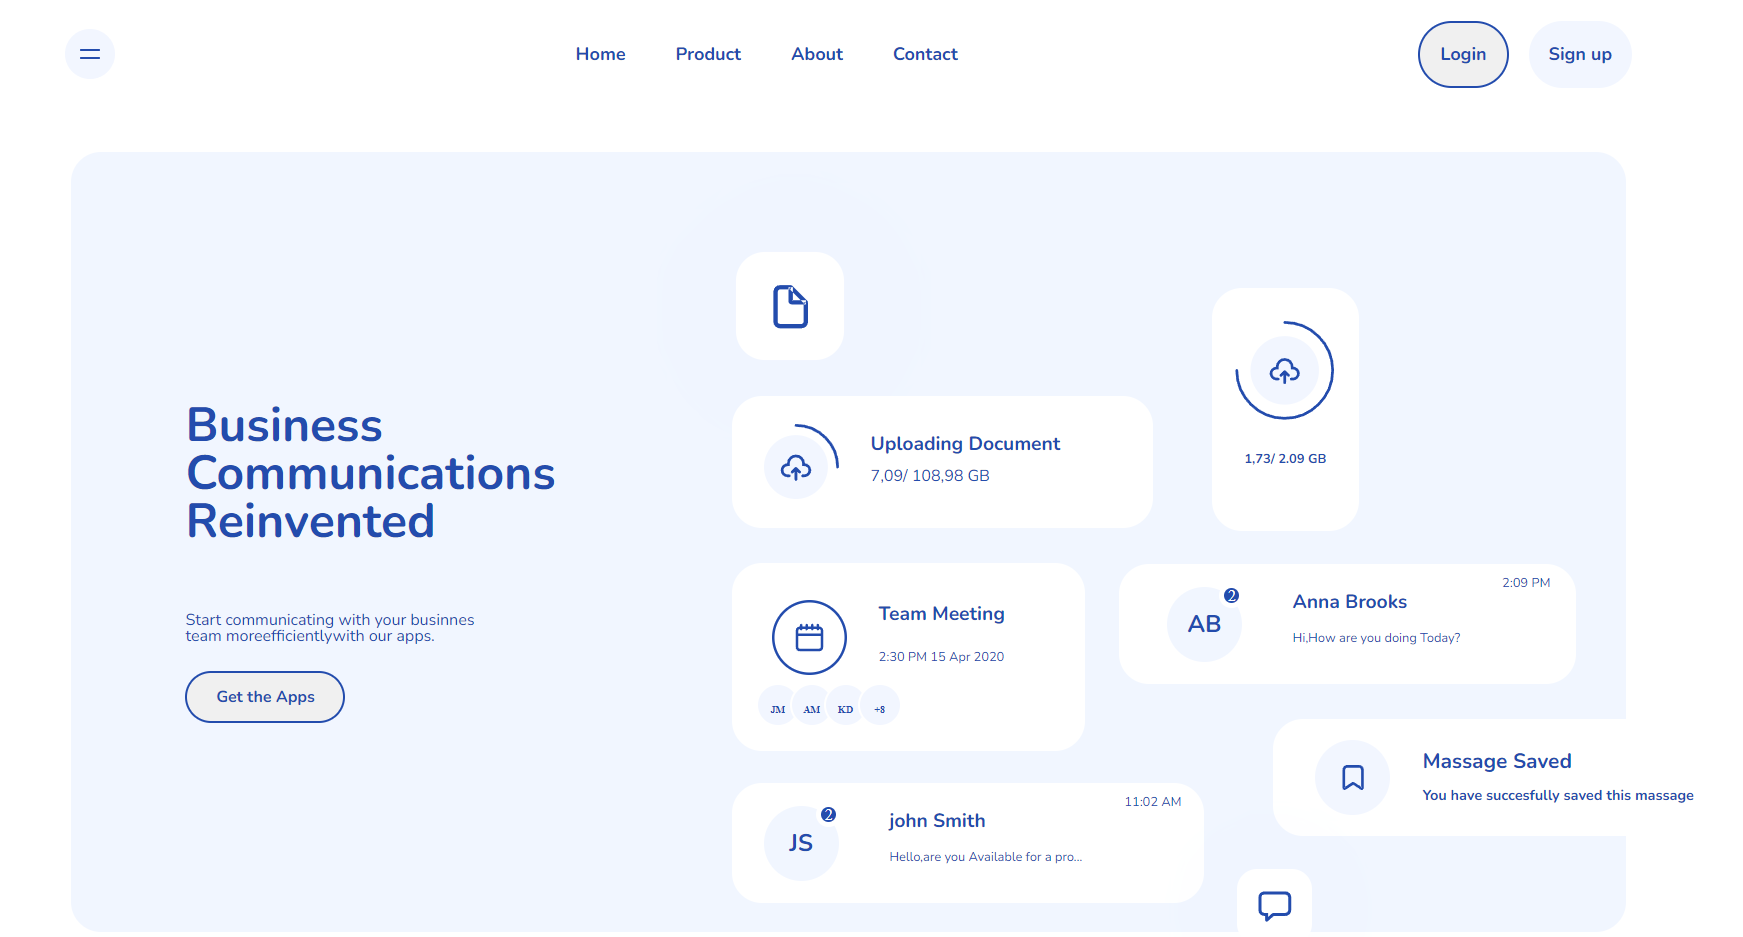 Home Product About Contact Login Sign up
Business
Communications
Reinvented
Start communicating with your businnes
team moreefficientlywith our apps.
Get the Apps
Uploading Document
7,09/ 108,98 GB
1,73/ 2.09 GB
Team Meeting
2:30 PM 15 Apr 2020
JM AM KD +8
2:09 PM
2
AB
Anna Brooks
Hi,How are you doing Today?
Massage Saved
You have succesfully saved this massage
11:02 AM
2
JS
john Smith
Hello,are you Available for a pro...